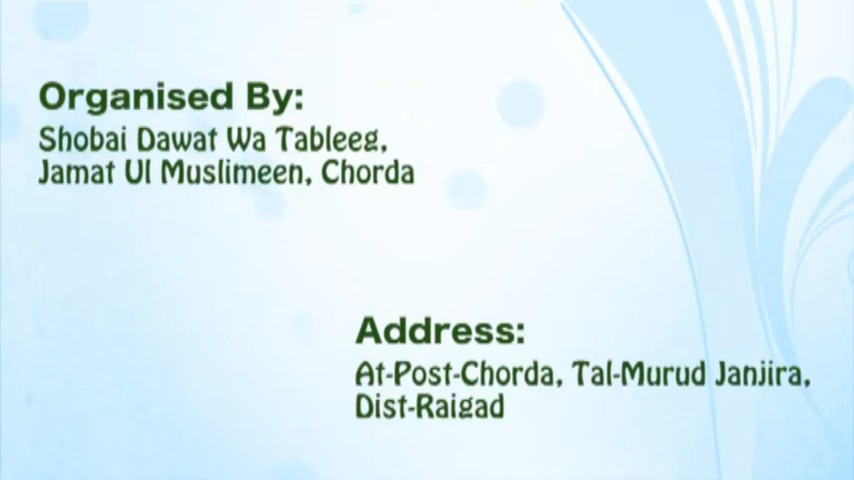 Organised By:
Shobai Dawat Wa Tableeg,
Jamat Ul Muslimeen, Chorda
Address:
At-Post-Chorda, Tal-Murud Janjira,
Dist-Raigad